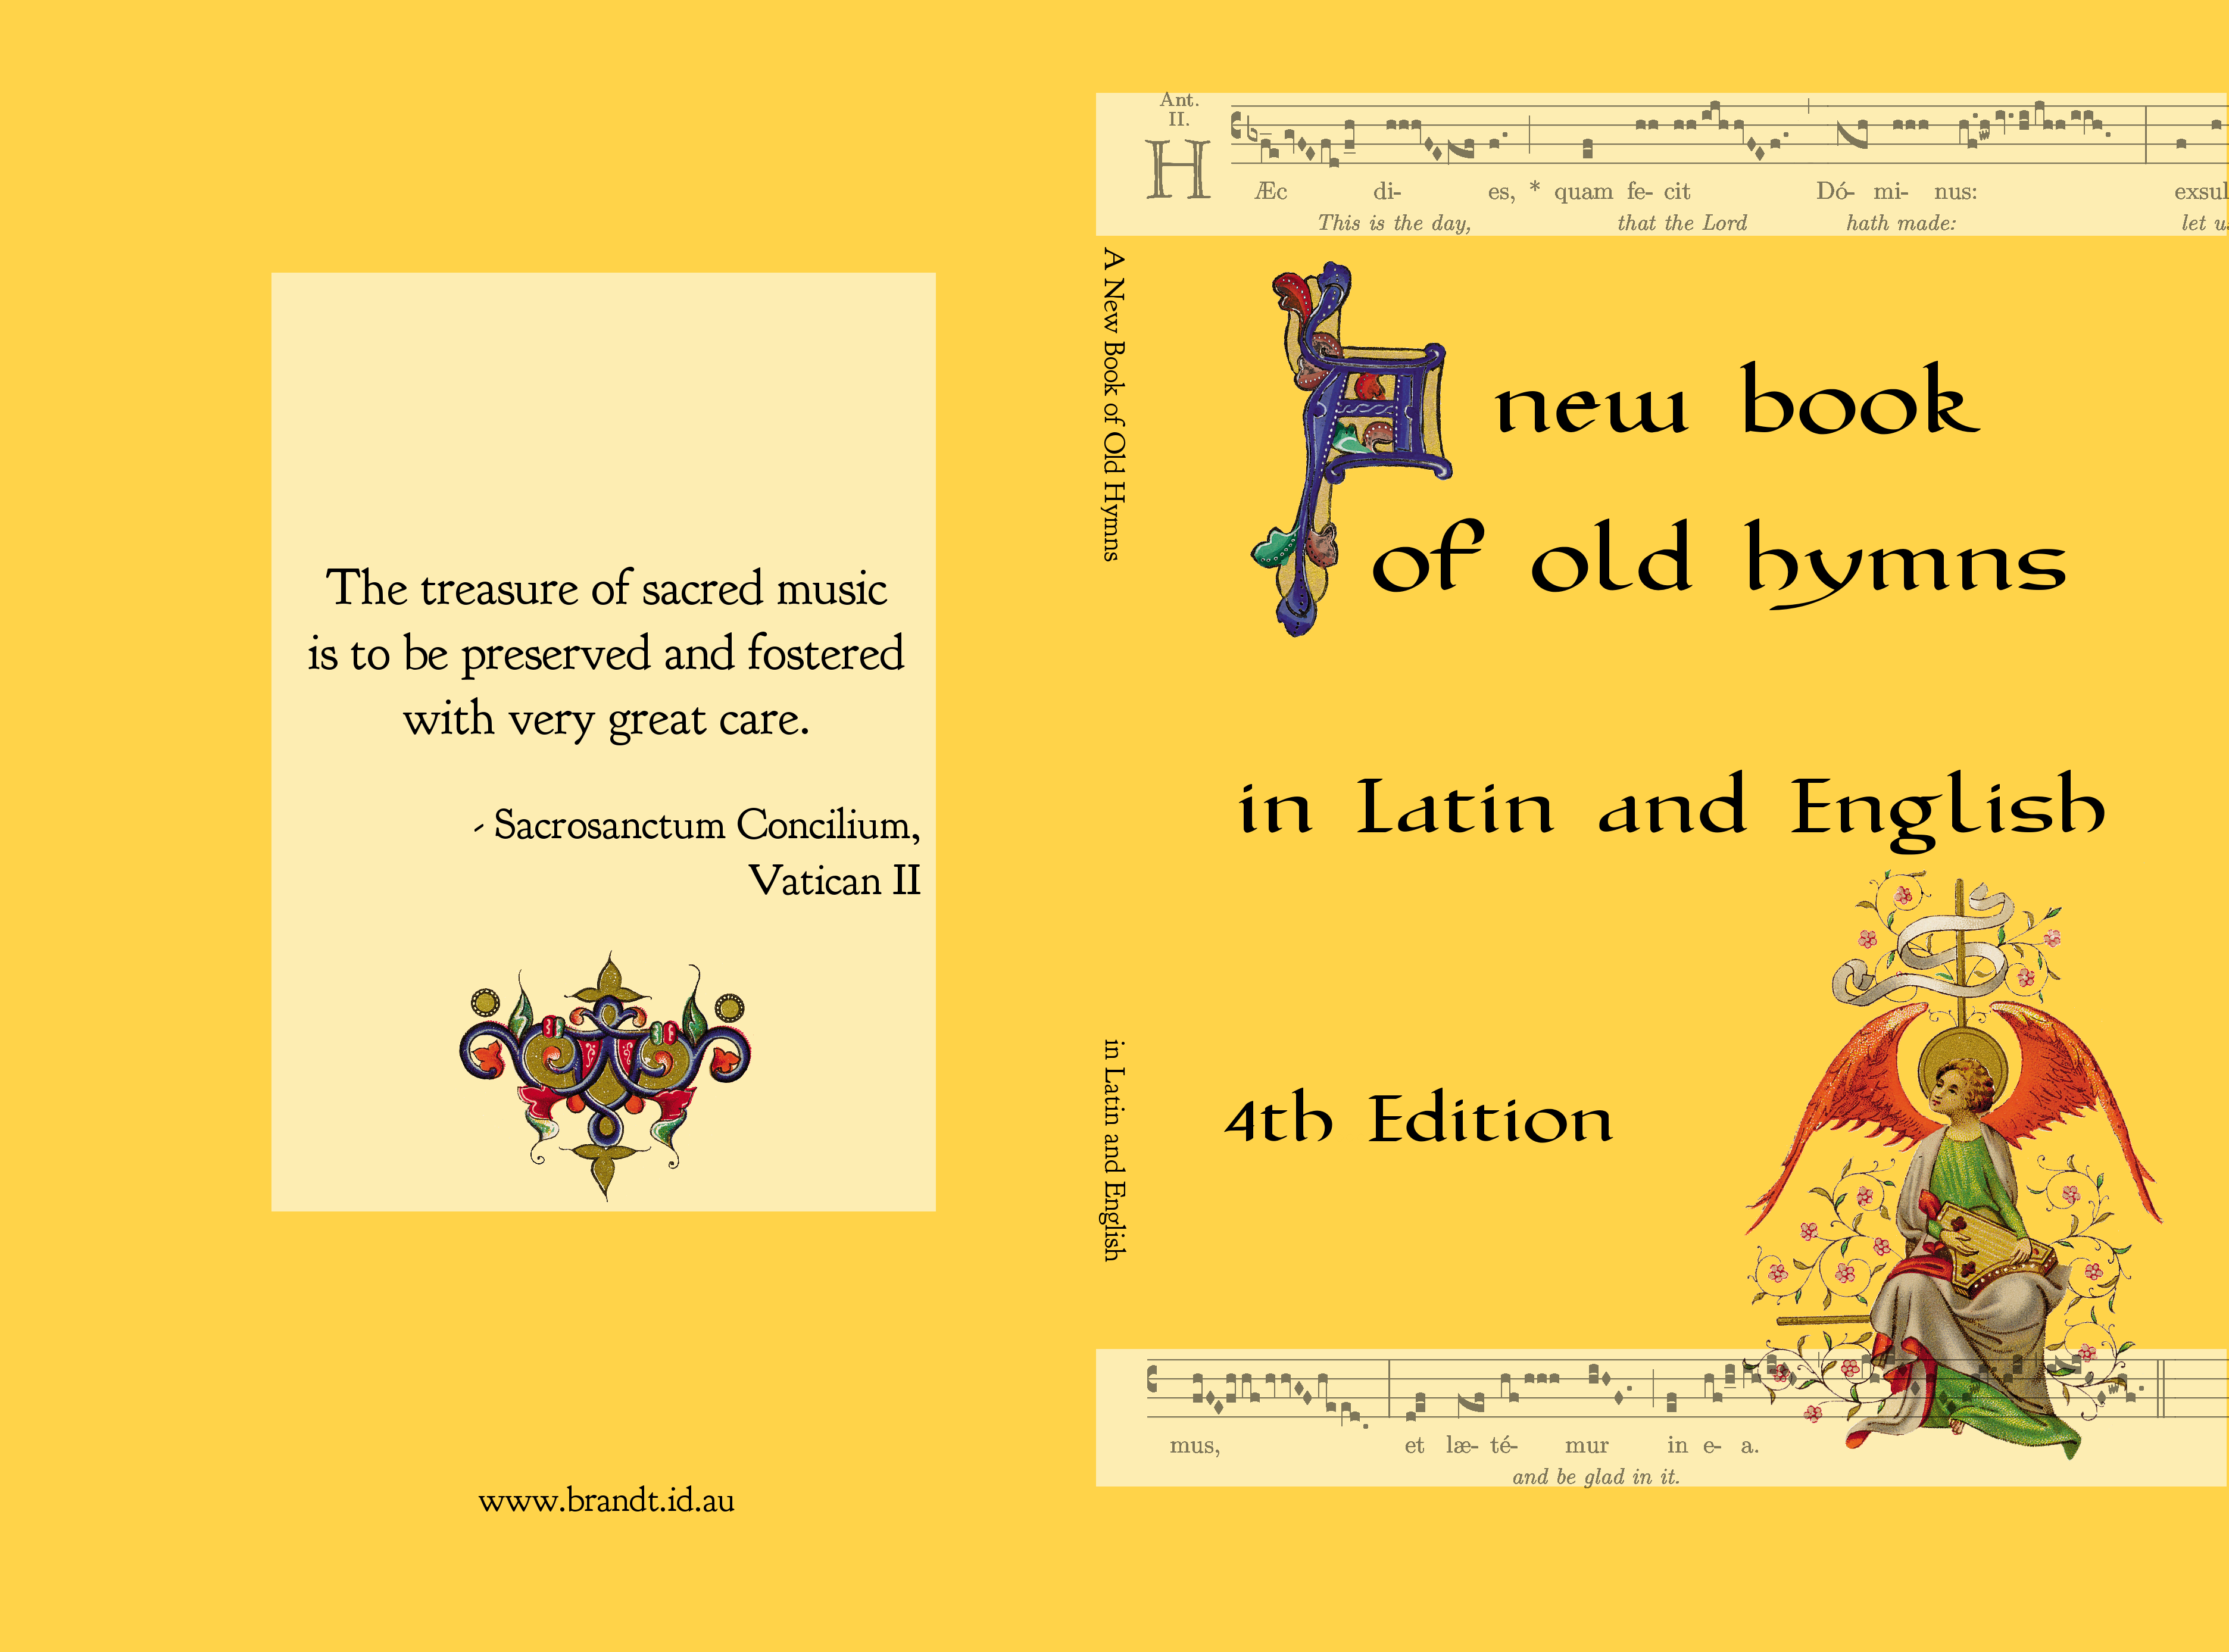 The treasure of sacred music
is to be preserved and fostered
with very great care.
- Sacrosanctum Concilium,
Vatican II
www.brandt.id.au
A New Book of Old Hymns
in Latin and English
Ant.
II.
HÆc di- es, * quam fe- cit Dó- mi- nus: exsul
This is the day, that the Lord hath made: let
A new book
of old hymns
in Latin and English
4th Edition
mus, et læ- té- mur in e- a.
and be glad in it.